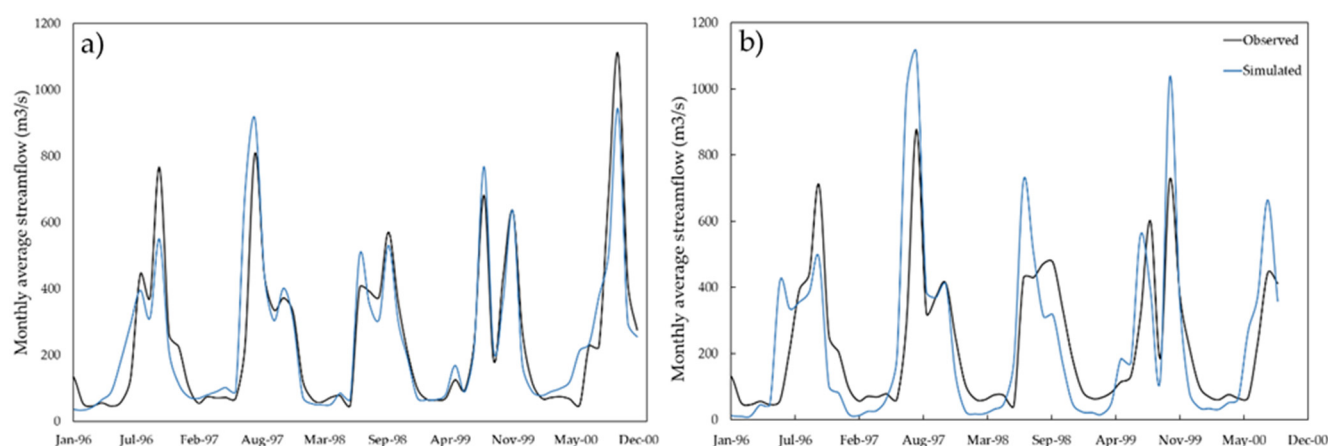 a)
Monthly average streamflow (m3/s)
1200
1000
800
600
400
200
0
Jan-96 Jul-96 Feb-97 Aug-97 Mar-98 Sep-98 Apr-99 Nov-99 May-00 Dec-00
b)
Observed
Simulated
Monthly average streamflow (m3/s)
1200
1000
800
600
400
200
0
Jan-96 Jul-96 Feb-97 Aug-97 Mar-98 Sep-98 Apr-99 Nov-99 May-00 Dec-00